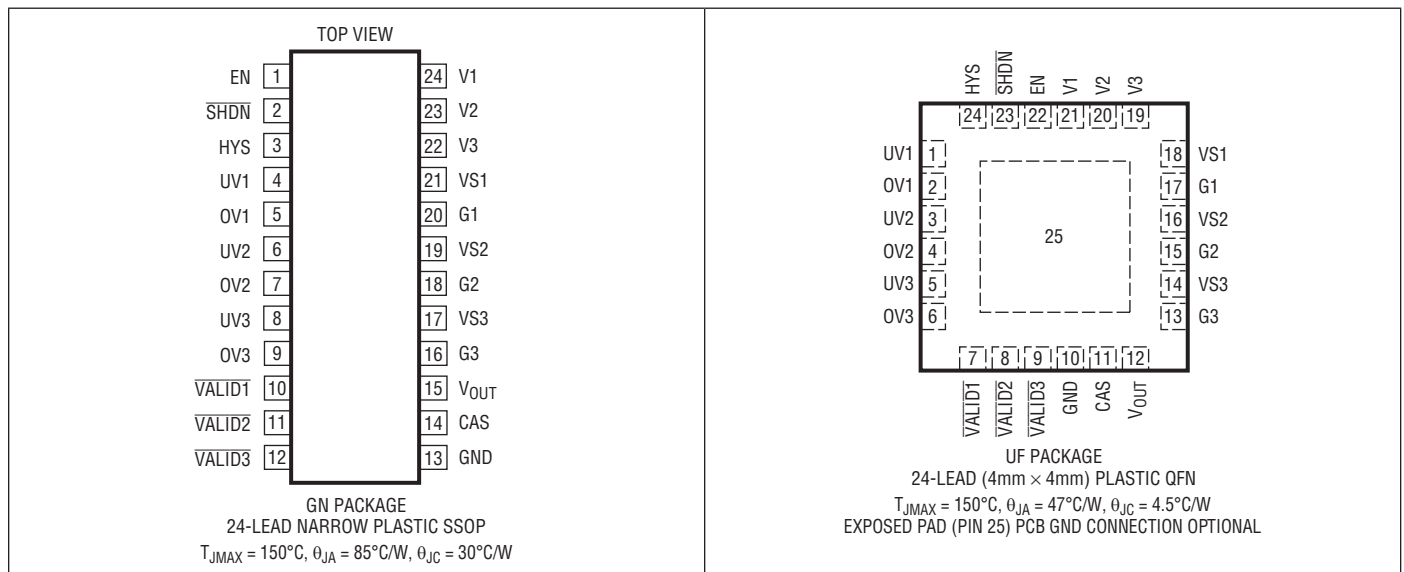 TOP VIEW
EN 1
SHDN 2
HYS 3
UV1 4
OV1 5
UV2 6
OV2 7
UV3 8
OV3 9
VALID1 10
VALID2 11
VALID3 12
24 V1
23 V2
22 V3
21 VS1
20 G1
19 VS2
18 G2
17 VS3
16 G3
15 VOUT
14 CAS
13 GND
GN PACKAGE
24-LEAD NARROW PLASTIC SSOP
TJMAX = 150°C, θJA = 85°C/W, θJC = 30°C/W
HYS SHDN EN V1 V2 V3
24 23 22 21 20 19
UV1 1
OV1 2
UV2 3
OV2 4
UV3 5
OV3 6
25
18 VS1
17 G1
16 VS2
15 G2
14 VS3
13 G3
7 8 9 10 11 12
VALID1 VALID2 VALID3 GND CAS VOUT
UF PACKAGE
24-LEAD (4mm × 4mm) PLASTIC QFN
TJMAX = 150°C, θJA = 47°C/W, θJC = 4.5°C/W
EXPOSED PAD (PIN 25) PCB GND CONNECTION OPTIONAL